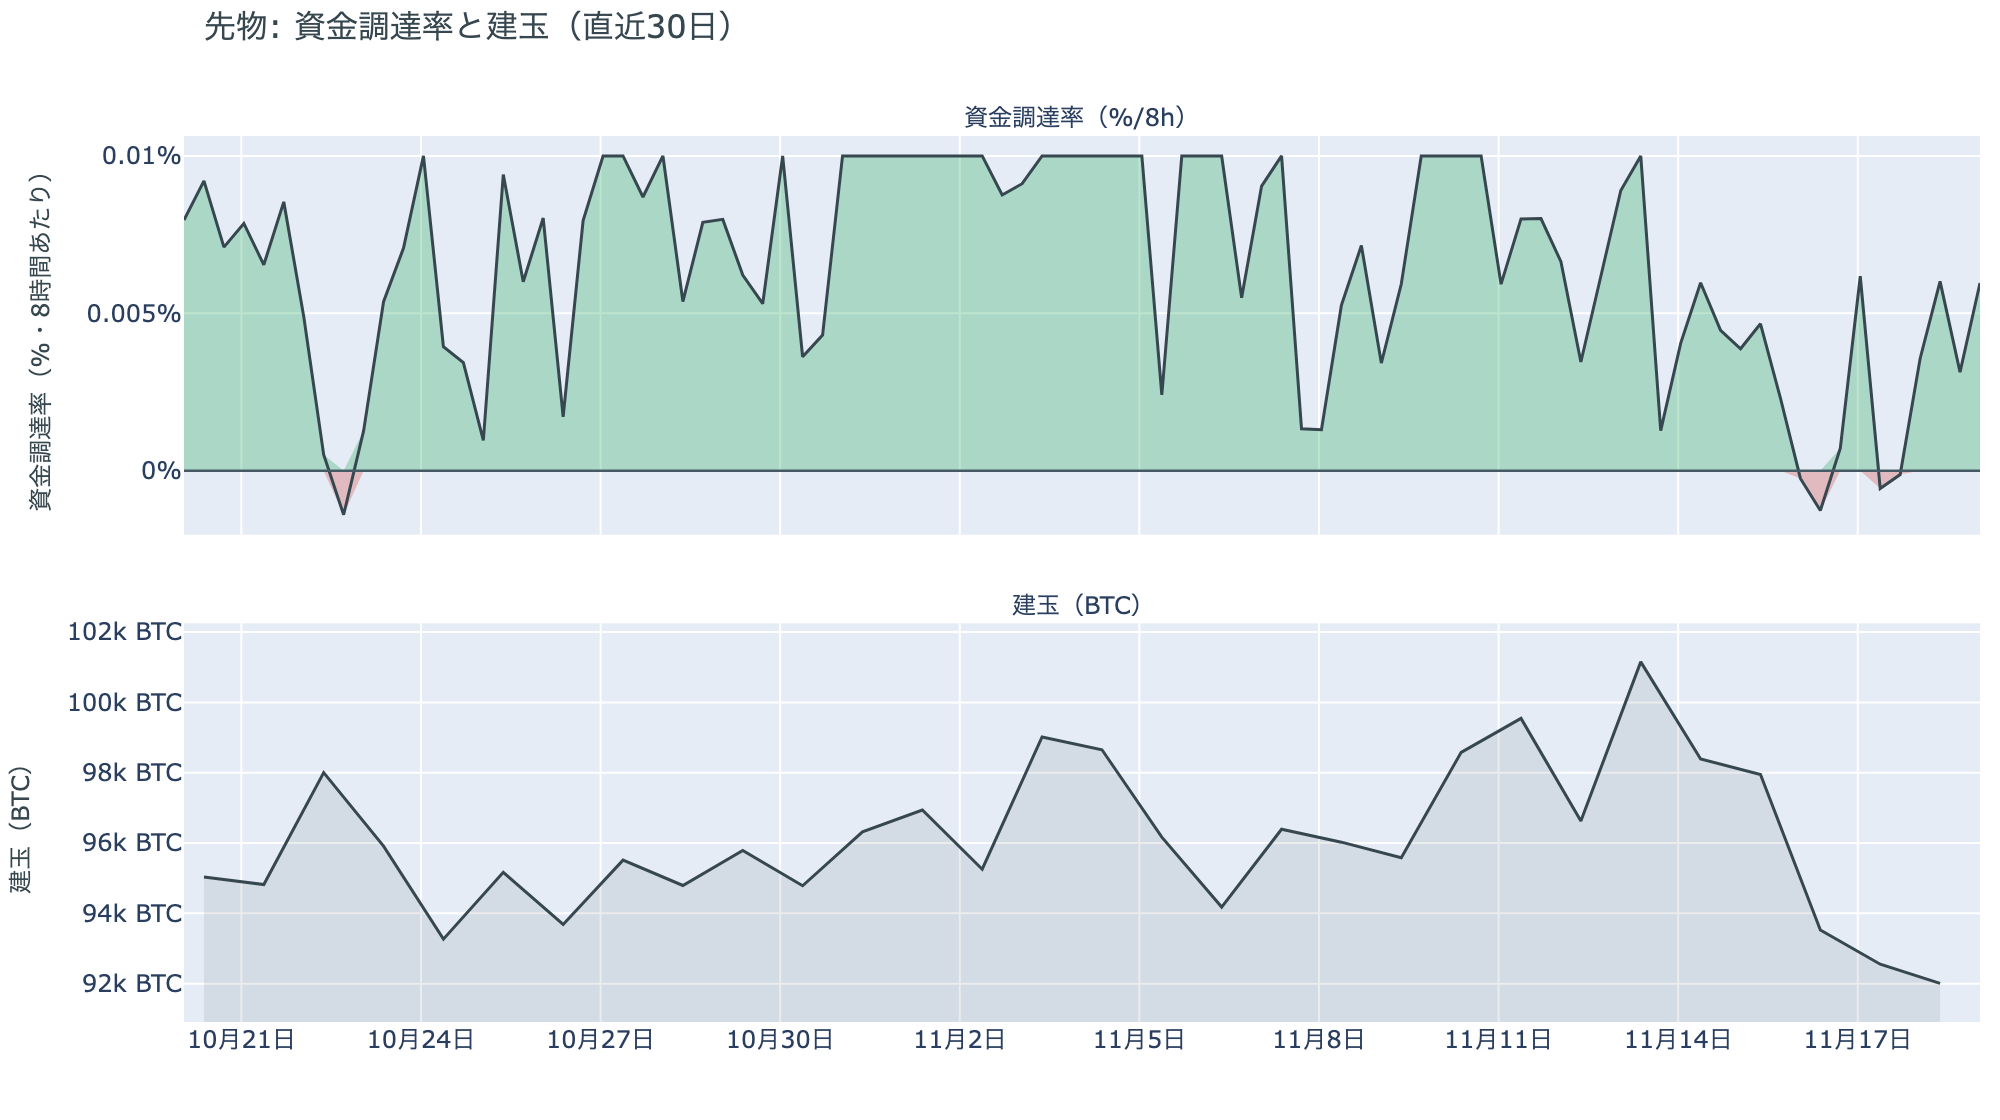 先物: 資金調達率と建玉（直近30日）
資金調達率（%/8h）
資金調達率（%・8時間あたり）
0.01%
0.005%
0%
建玉（BTC）
建玉（BTC）
102k BTC
100k BTC
98k BTC
96k BTC
94k BTC
92k BTC
10月21日
10月24日
10月27日
10月30日
11月2日
11月5日
11月8日
11月11日
11月14日
11月17日